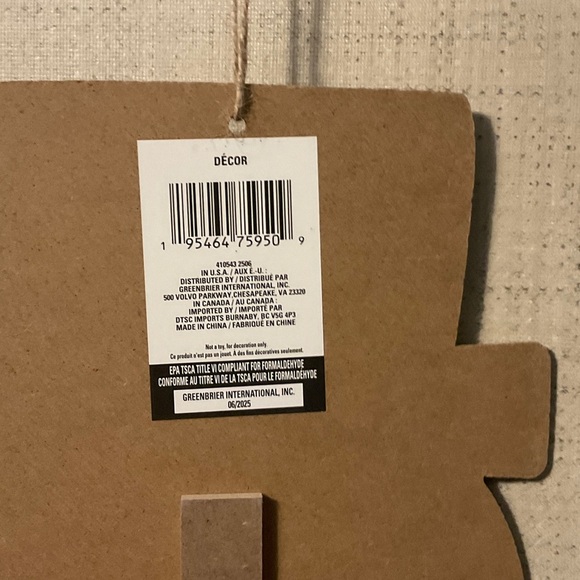 DÉCOR
1 95464 75950 9
410543 2506
IN U.S.A. / AUX É.-U. :
DISTRIBUTED BY / DISTRIBUÉ PAR
GREENBRIER INTERNATIONAL, INC.
500 VOLVO PARKWAY,CHESAPEAKE, VA 23320
IN CANADA / AU CANADA :
IMPORTED BY / IMPORTÉ PAR
DTSC IMPORTS BURNABY, BC V5G 4P3
MADE IN CHINA / FABRIQUÉ EN CHINE
Not a toy, for decoration only.
Ce produit n'est pas un jouet. À des fins décoratives seulement.
EPA TSCA TITLE VI COMPLIANT FOR FORMALDEHYDE
CONFORME AU TITRE VI DE LA TSCA POUR LE FORMALDEHYDE
GREENBRIER INTERNATIONAL, INC.
06/2025